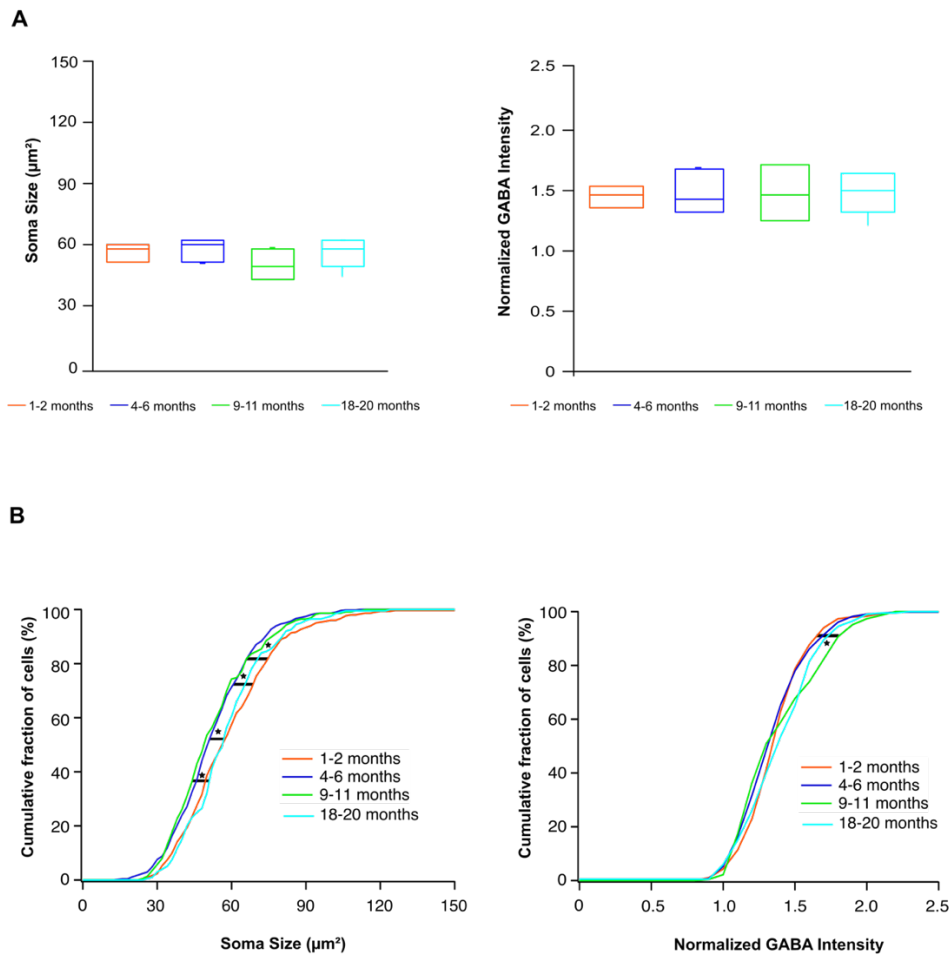 A
Soma Size (µm²)
150
120
90
60
30
0
1-2 months 4-6 months 9-11 months 18-20 months
Normalized GABA Intensity
2.5
2.0
1.5
1.0
0.5
0
1-2 months 4-6 months 9-11 months 18-20 months
B
Cumulative fraction of cells (%)
100
80
60
40
20
0
0 30 60 90 120 150
Soma Size (µm²)
1-2 months
4-6 months
9-11 months
18-20 months
Cumulative fraction of cells (%)
100
80
60
40
20
0
0 0.5 1.0 1.5 2.0 2.5
Normalized GABA Intensity
1-2 months
4-6 months
9-11 months
18-20 months